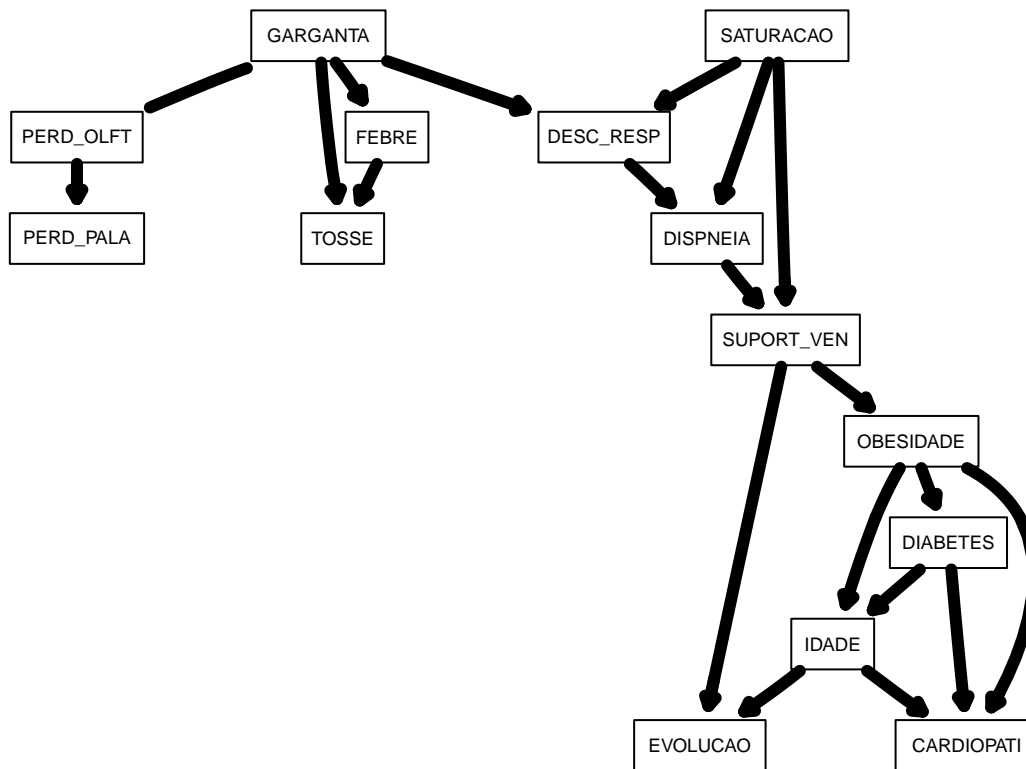 GARGANTA
SATURACAO
PERD_OLFT
FEBRE
DESC_RESP
PERD_PALA
TOSSE
DISPNEIA
SUPORT_VEN
OBESIDADE
DIABETES
IDADE
EVOLUCAO
CARDIOPATI